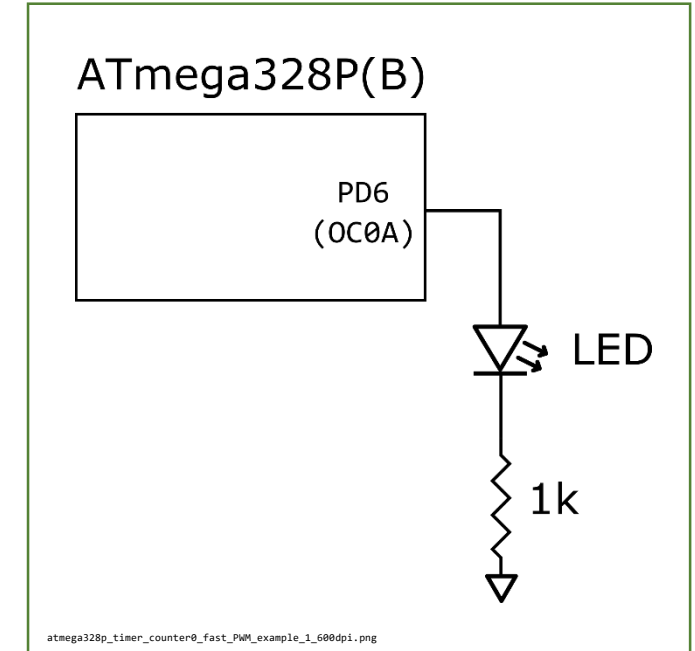 ATmega328P(B)
PD6
(OC0A)
LED
1k
atmega328p_timer_counter0_fast_PWM_example_1_600dpi.png